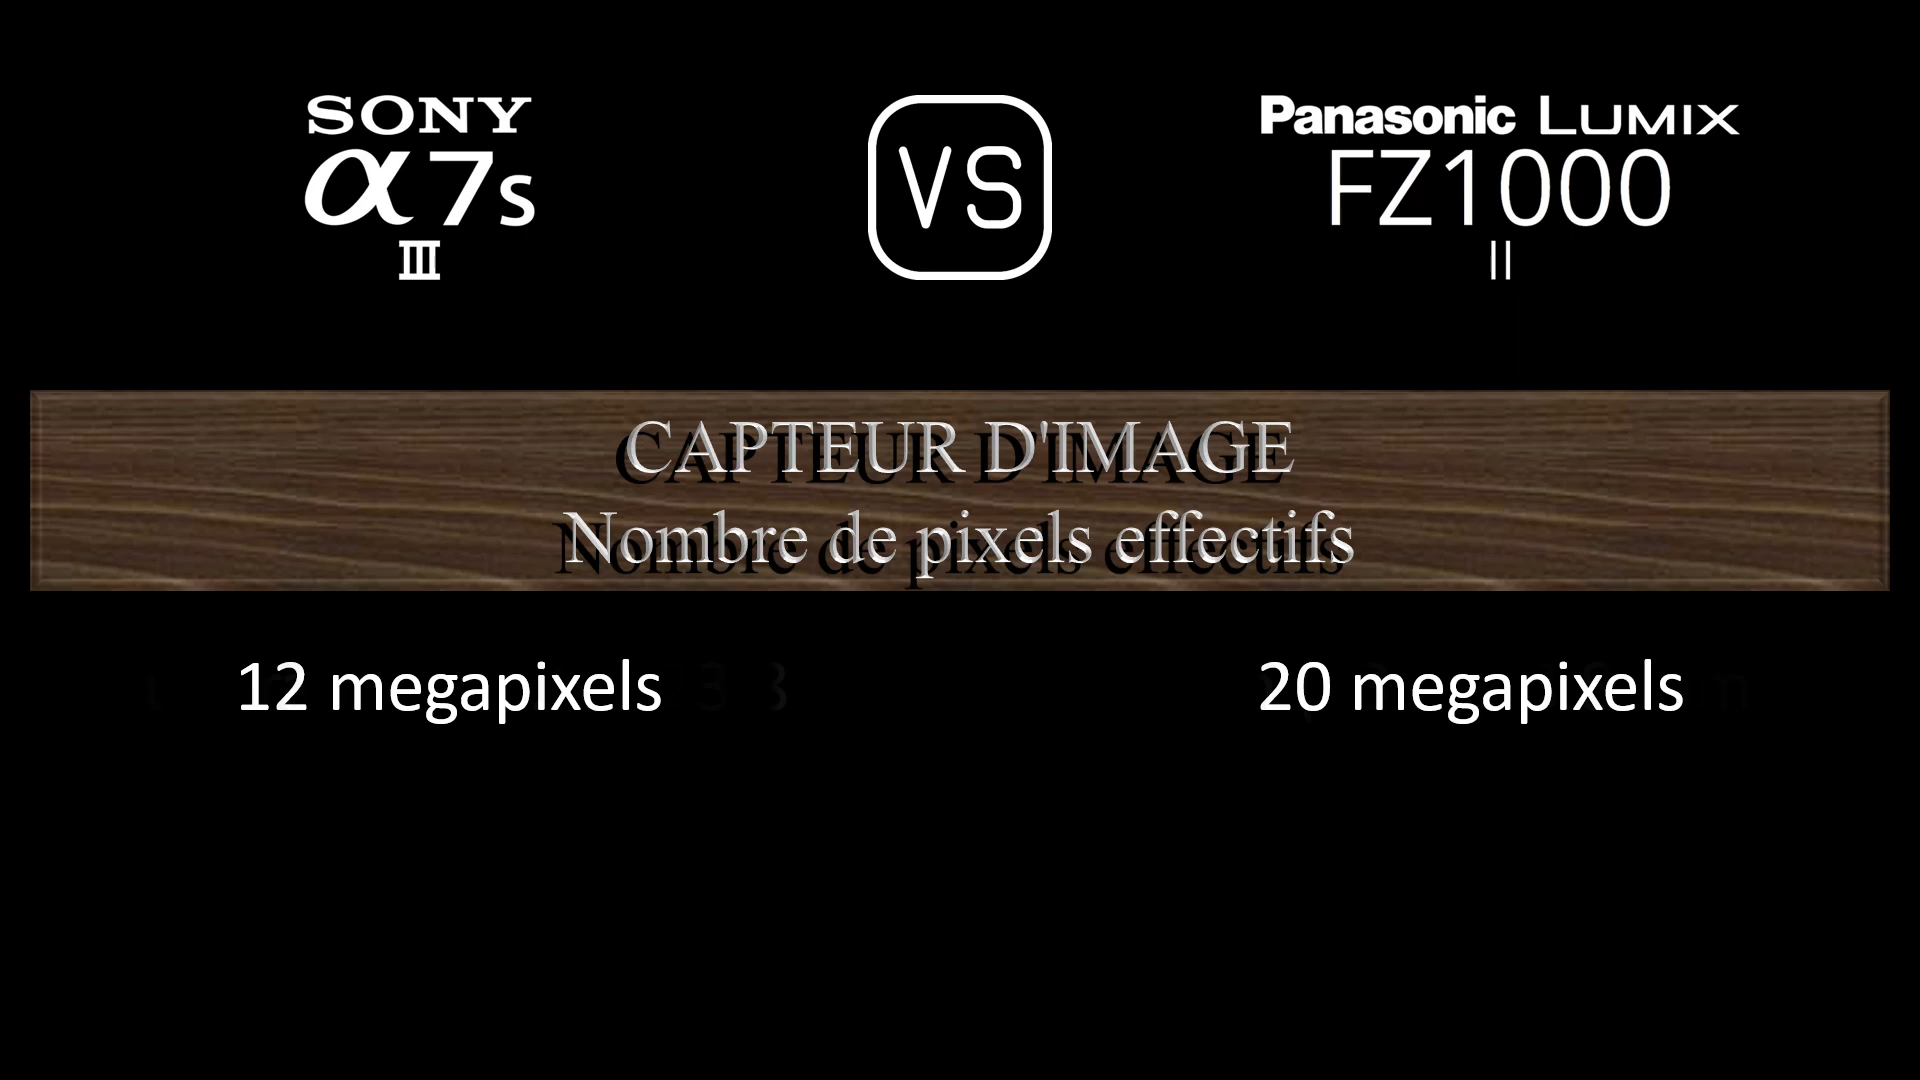 SONY
α7s
III
VS
Panasonic LUMIX
FZ1000
II
CAPTEUR D'IMAGE
Nombre de pixels effectifs
12 megapixels
20 megapixels